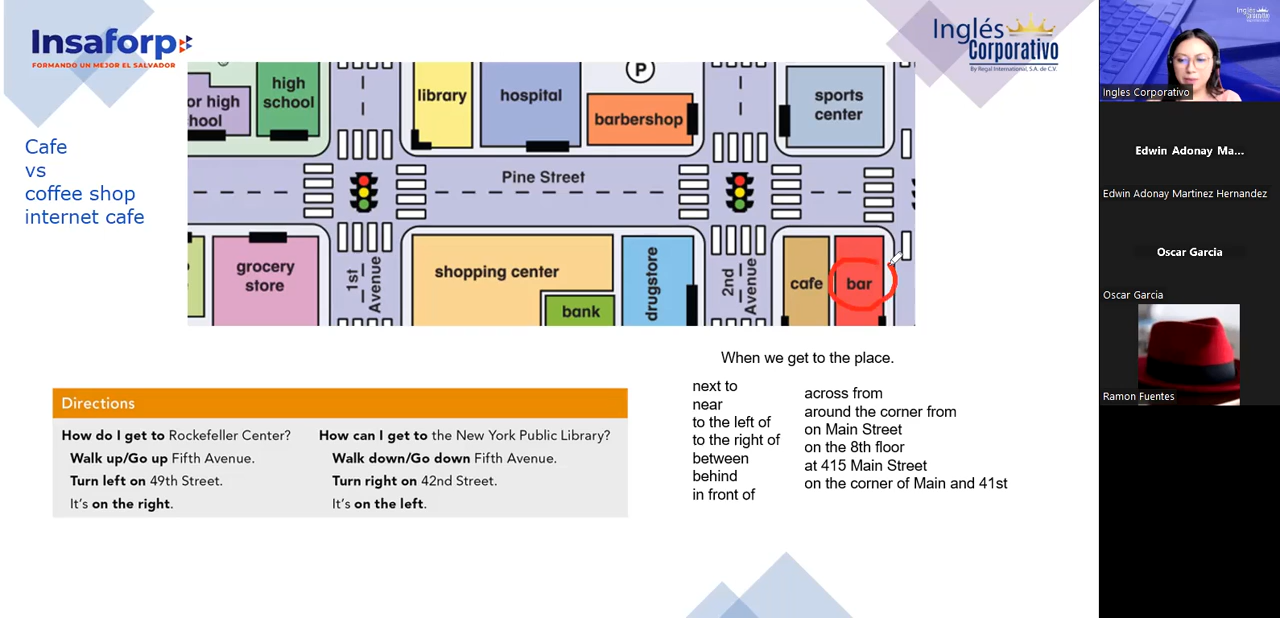 Insaforp
FORMANDO UN MEJOR EL SALVADOR
Inglés
Corporativo
By Regal International, S.A. de C.V.
Cafe
vs
coffee shop
internet cafe
or high
hool
high
school
library
hospital
P
barbershop
sports
center
Pine Street
grocery
store
1st
Avenue
shopping center
bank
drugstore
2nd
Avenue
cafe
bar
When we get to the place.
next to
near
to the left of
to the right of
between
behind
in front of
across from
around the corner from
on Main Street
on the 8th floor
at 415 Main Street
on the corner of Main and 41st
Directions
How do I get to Rockefeller Center?
Walk up/Go up Fifth Avenue.
Turn left on 49th Street.
It's on the right.
How can I get to the New York Public Library?
Walk down/Go down Fifth Avenue.
Turn right on 42nd Street.
It's on the left.
Ingles Corporativo
Edwin Adonay Ma...
Edwin Adonay Martinez Hernandez
Oscar Garcia
Oscar Garcia
Ramon Fuentes